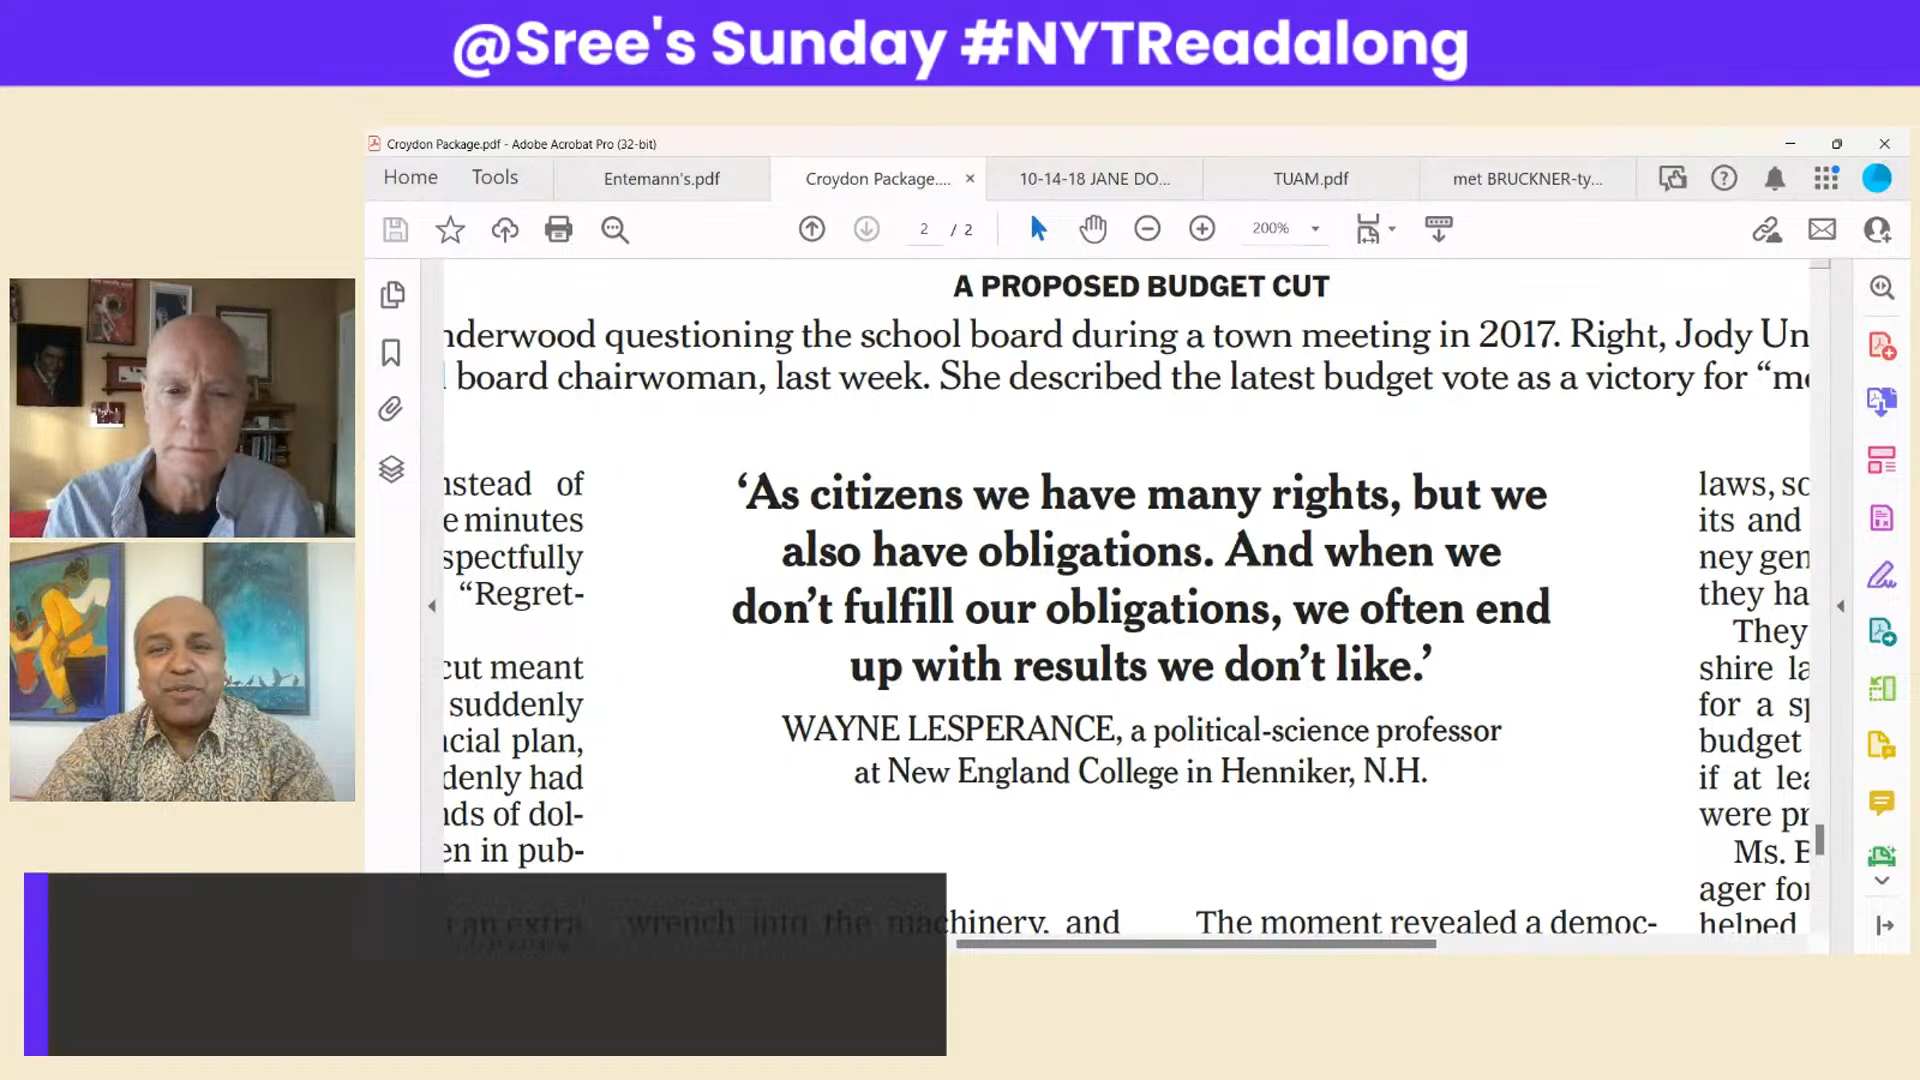 @Sree's Sunday #NYTReadalong
Croydon Package.pdf - Adobe Acrobat Pro (32-bit)
Home Tools Entemann's.pdf Croydon Package.... 10-14-18 JANE DO... TUAM.pdf met BRUCKNER-ty...
2 / 2 200%
A PROPOSED BUDGET CUT
nderwood questioning the school board during a town meeting in 2017. Right, Jody Un
board chairwoman, last week. She described the latest budget vote as a victory for “mo
nstead of
e minutes
spectfully
“Regret-
cut meant
suddenly
ncial plan,
denly had
nds of dol-
en in pub-
an extra
‘As citizens we have many rights, but we
also have obligations. And when we
don’t fulfill our obligations, we often end
up with results we don’t like.’
WAYNE LESPERANCE, a political-science professor
at New England College in Henniker, N.H.
wrench into the machinery, and
The moment revealed a democ-
laws, so
its and
ney gen
they ha
They
shire la
for a sp
budget
if at lea
were pr
Ms. B
ager for
helped